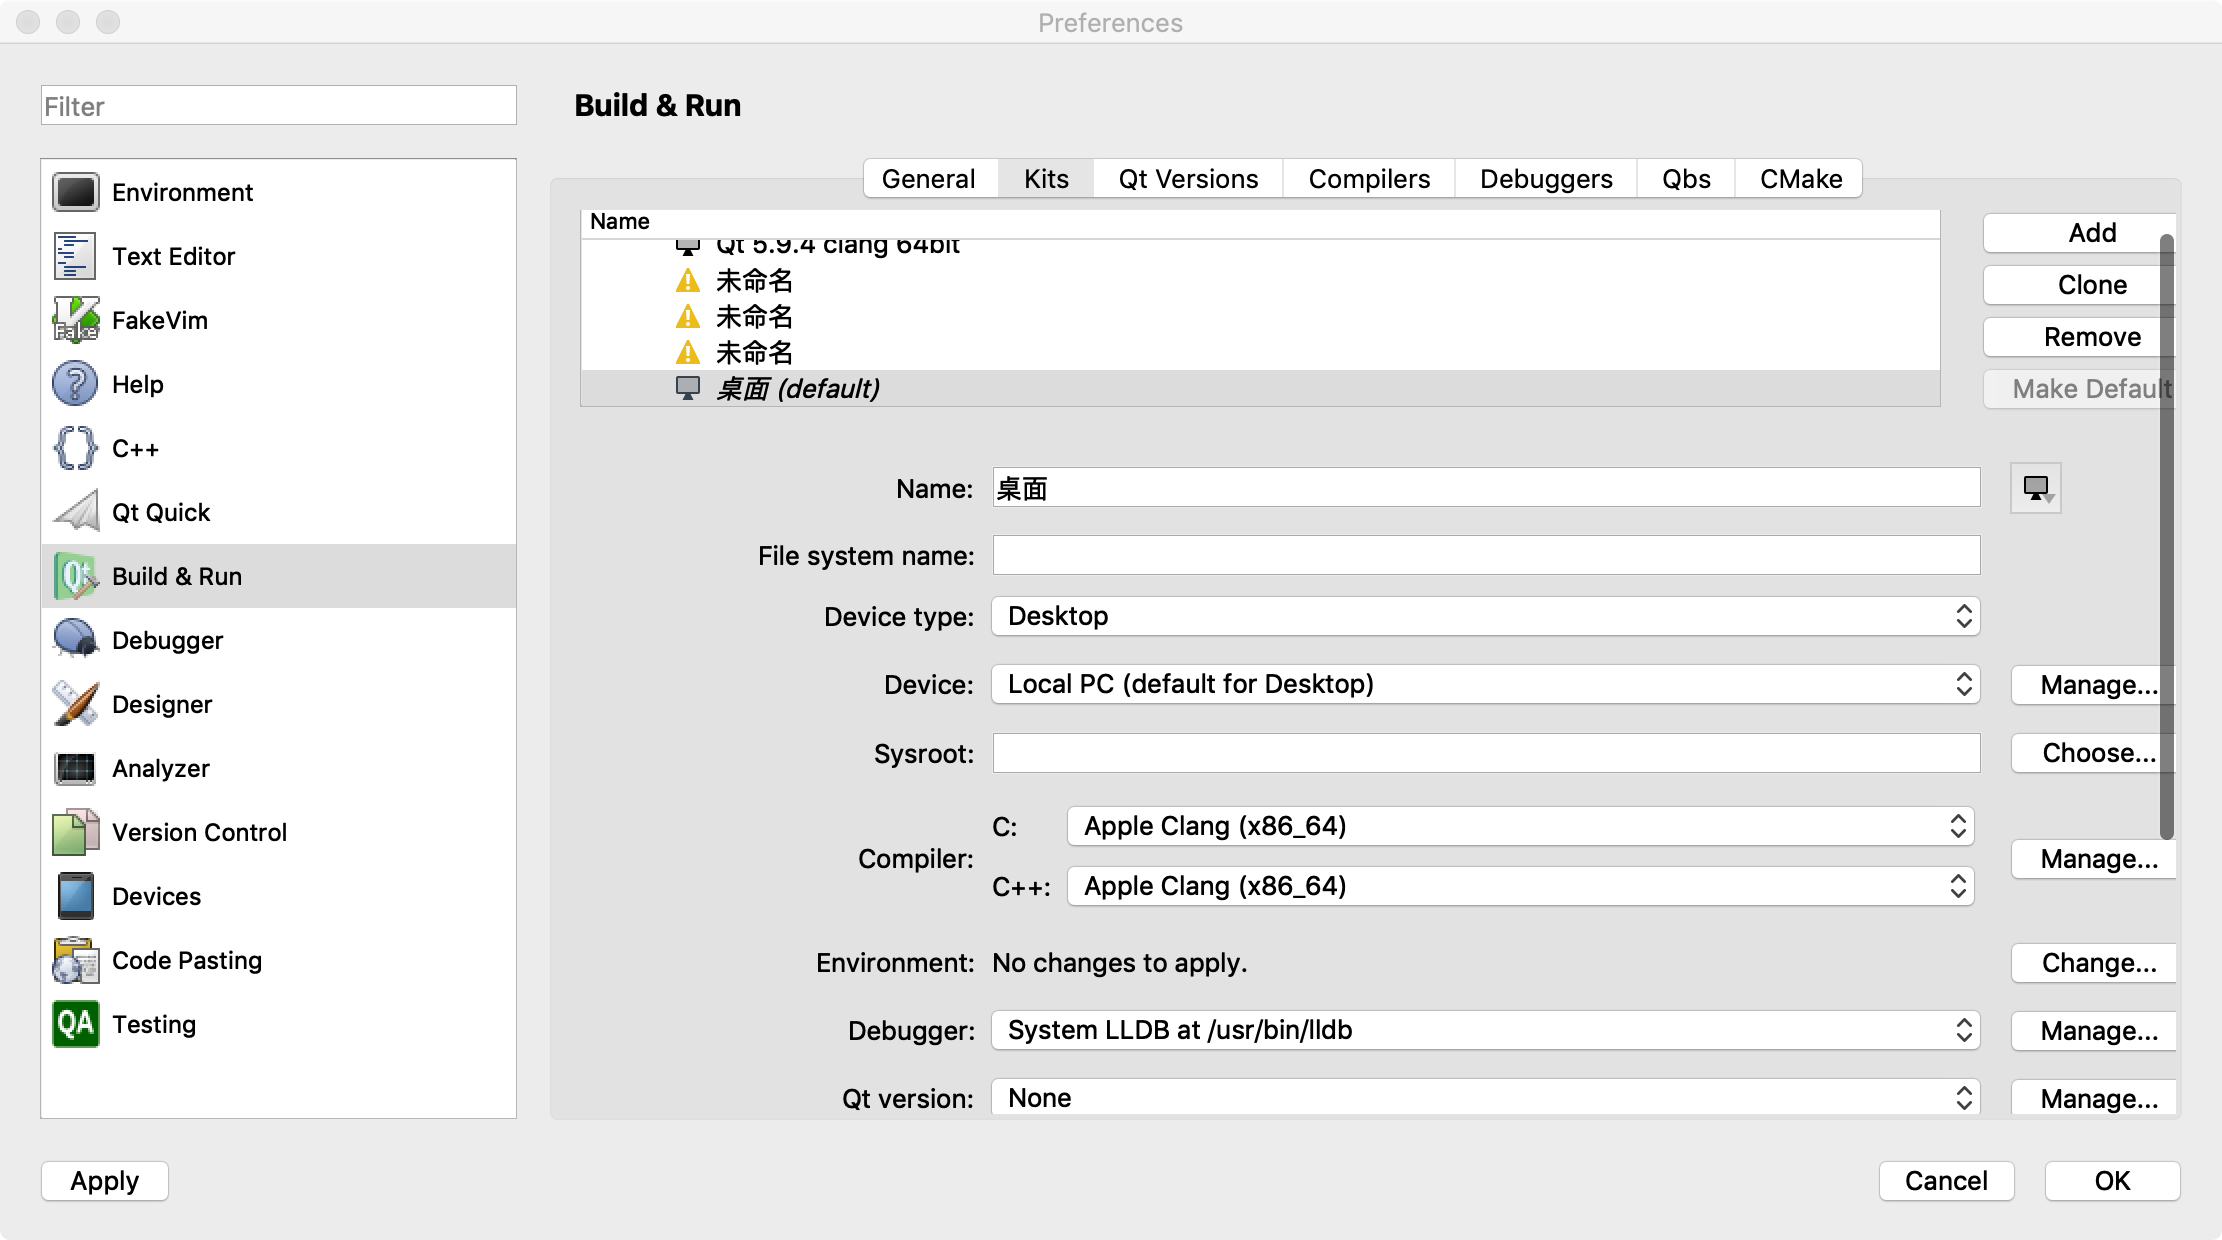 Preferences
Filter
Environment
Text Editor
FakeVim
Help
C++
Qt Quick
Build & Run
Debugger
Designer
Analyzer
Version Control
Devices
Code Pasting
QA Testing
Build & Run
General Kits Qt Versions Compilers Debuggers Qbs CMake
Name
Qt 5.9.4 clang 64bit
未命名
未命名
未命名
桌面 (default)
Add
Clone
Remove
Make Default
Name: 桌面
File system name:
Device type: Desktop
Device: Local PC (default for Desktop) Manage...
Sysroot: Choose...
Compiler: Manage...
C: Apple Clang (x86_64)
C++: Apple Clang (x86_64)
Environment: No changes to apply. Change...
Debugger: System LLDB at /usr/bin/lldb Manage...
Qt version: None Manage...
Apply Cancel OK